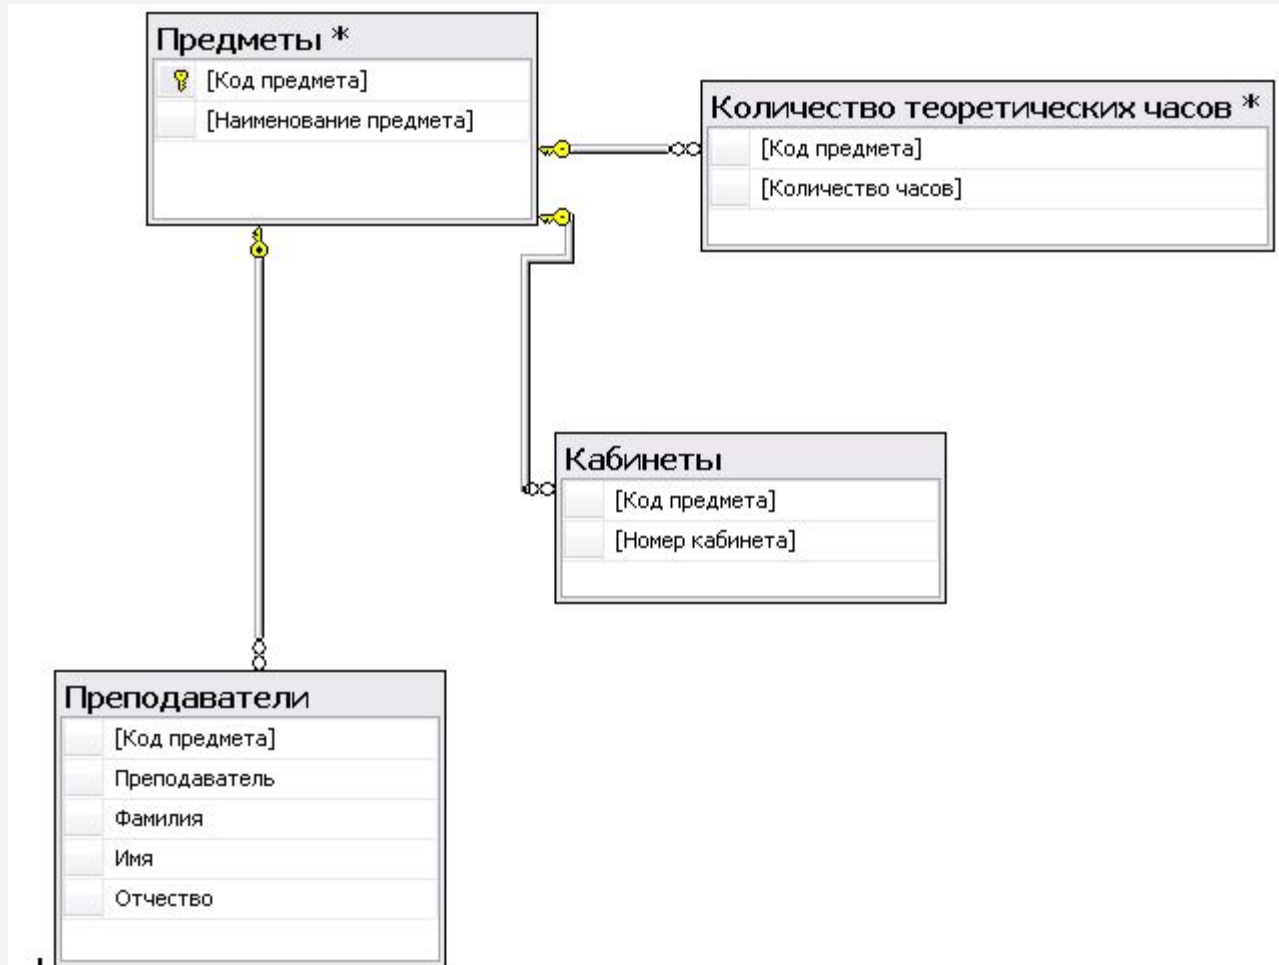 Предметы *
[Код предмета]
[Наименование предмета]
Количество теоретических часов *
[Код предмета]
[Количество часов]
Кабинеты
[Код предмета]
[Номер кабинета]
Преподаватели
[Код предмета]
Преподаватель
Фамилия
Имя
Отчество